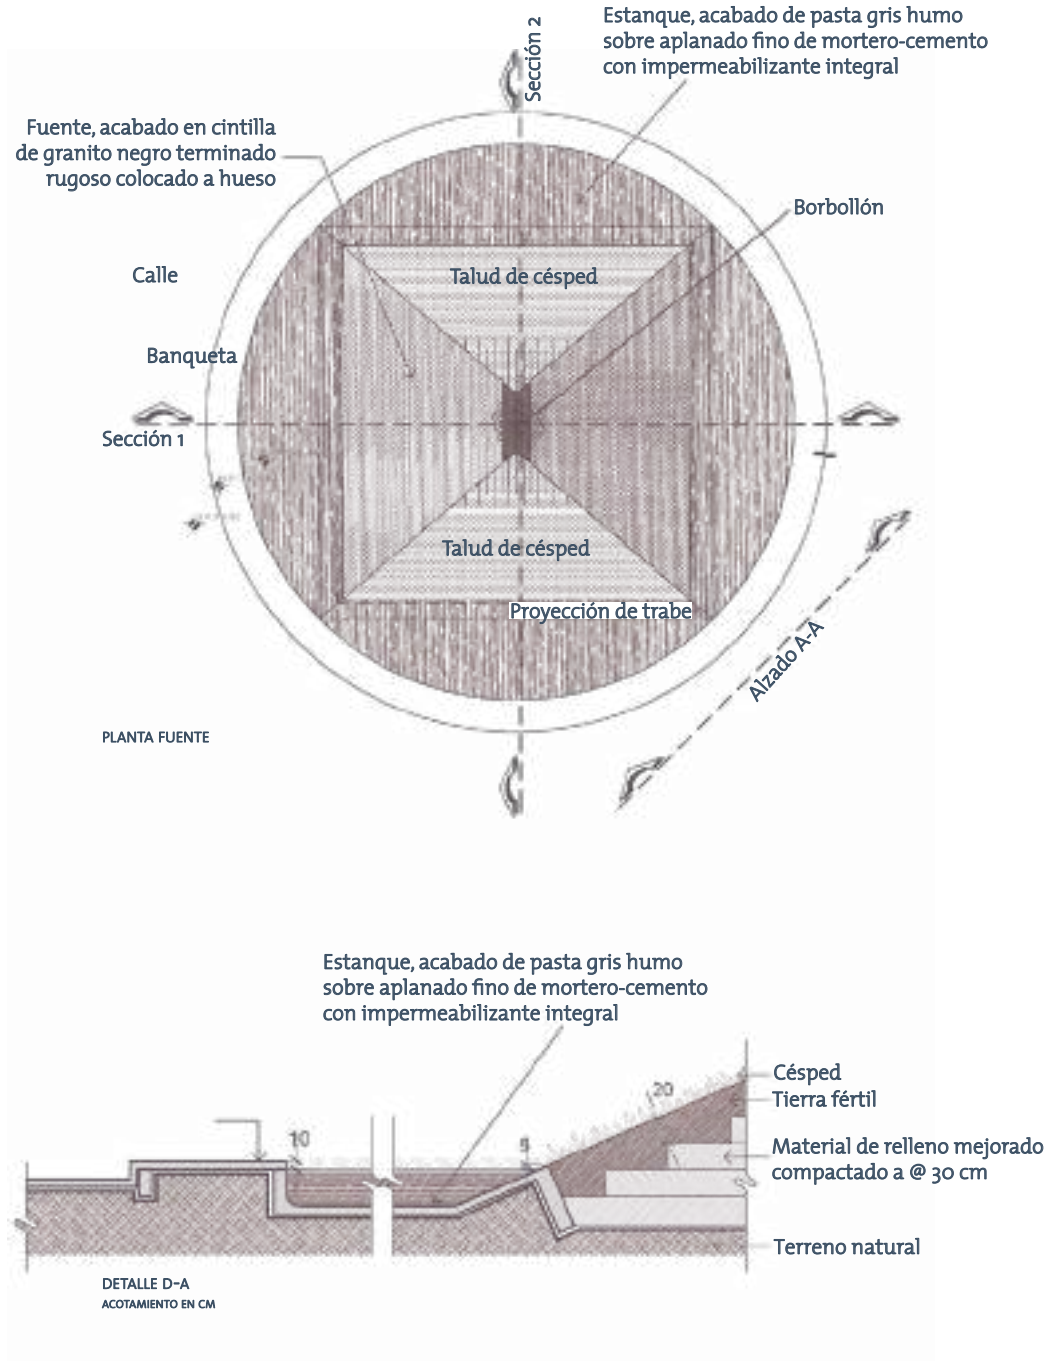 Estanque, acabado de pasta gris humo
sobre aplanado fino de mortero-cemento
con impermeabilizante integral
Sección 2
Fuente, acabado en cintilla
de granito negro terminado
rugoso colocado a hueso
Borbollón
Calle
Talud de césped
Banqueta
Sección 1
Talud de césped
Proyección de trabe
Alzado A-A
PLANTA FUENTE
Estanque, acabado de pasta gris humo
sobre aplanado fino de mortero-cemento
con impermeabilizante integral
Césped
20
Tierra fértil
10
5
Material de relleno mejorado
compactado a @ 30 cm
Terreno natural
DETALLE D-A
ACOTAMIENTO EN CM